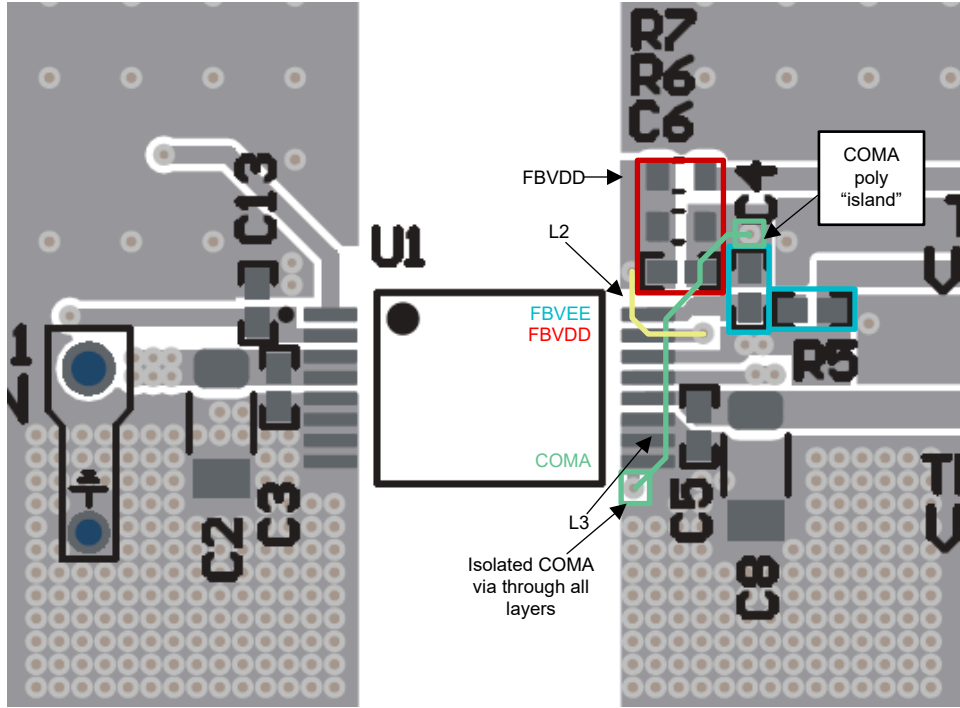 R7
R6
C6
FBVDD
COMA
poly
“island”
C4
C13
L2
U1
FBVEE
FBVDD
1
R5
COMA
C3
C5
L3
C2
C8
Isolated COMA
via through all
layers